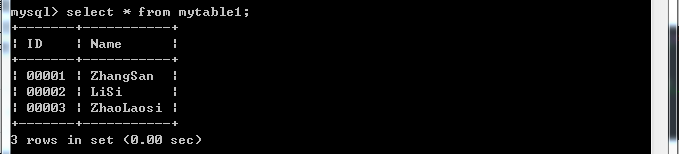 mysql> select * from mytable1;
+-------+-----------+
| ID    | Name      |
+-------+-----------+
| 00001 | ZhangSan  |
| 00002 | LiSi      |
| 00003 | ZhaoLaosi |
+-------+-----------+
3 rows in set (0.00 sec)